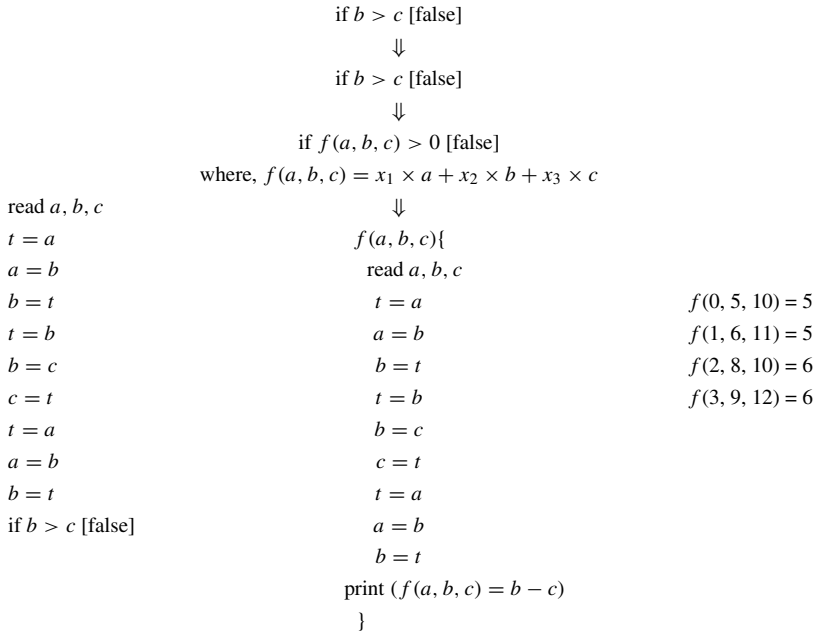 if b > c [false]
⇓
if b > c [false]
⇓
if f(a, b, c) > 0 [false]
where, f(a, b, c) = x₁ × a + x₂ × b + x₃ × c
⇓
read a, b, c
t = a
a = b
b = t
t = b
b = c
c = t
t = a
a = b
b = t
if b > c [false]
f(a, b, c){
read a, b, c
t = a
a = b
b = t
t = b
b = c
c = t
t = a
a = b
b = t
print (f(a, b, c) = b − c)
}
f(0, 5, 10) = 5
f(1, 6, 11) = 5
f(2, 8, 10) = 6
f(3, 9, 12) = 6